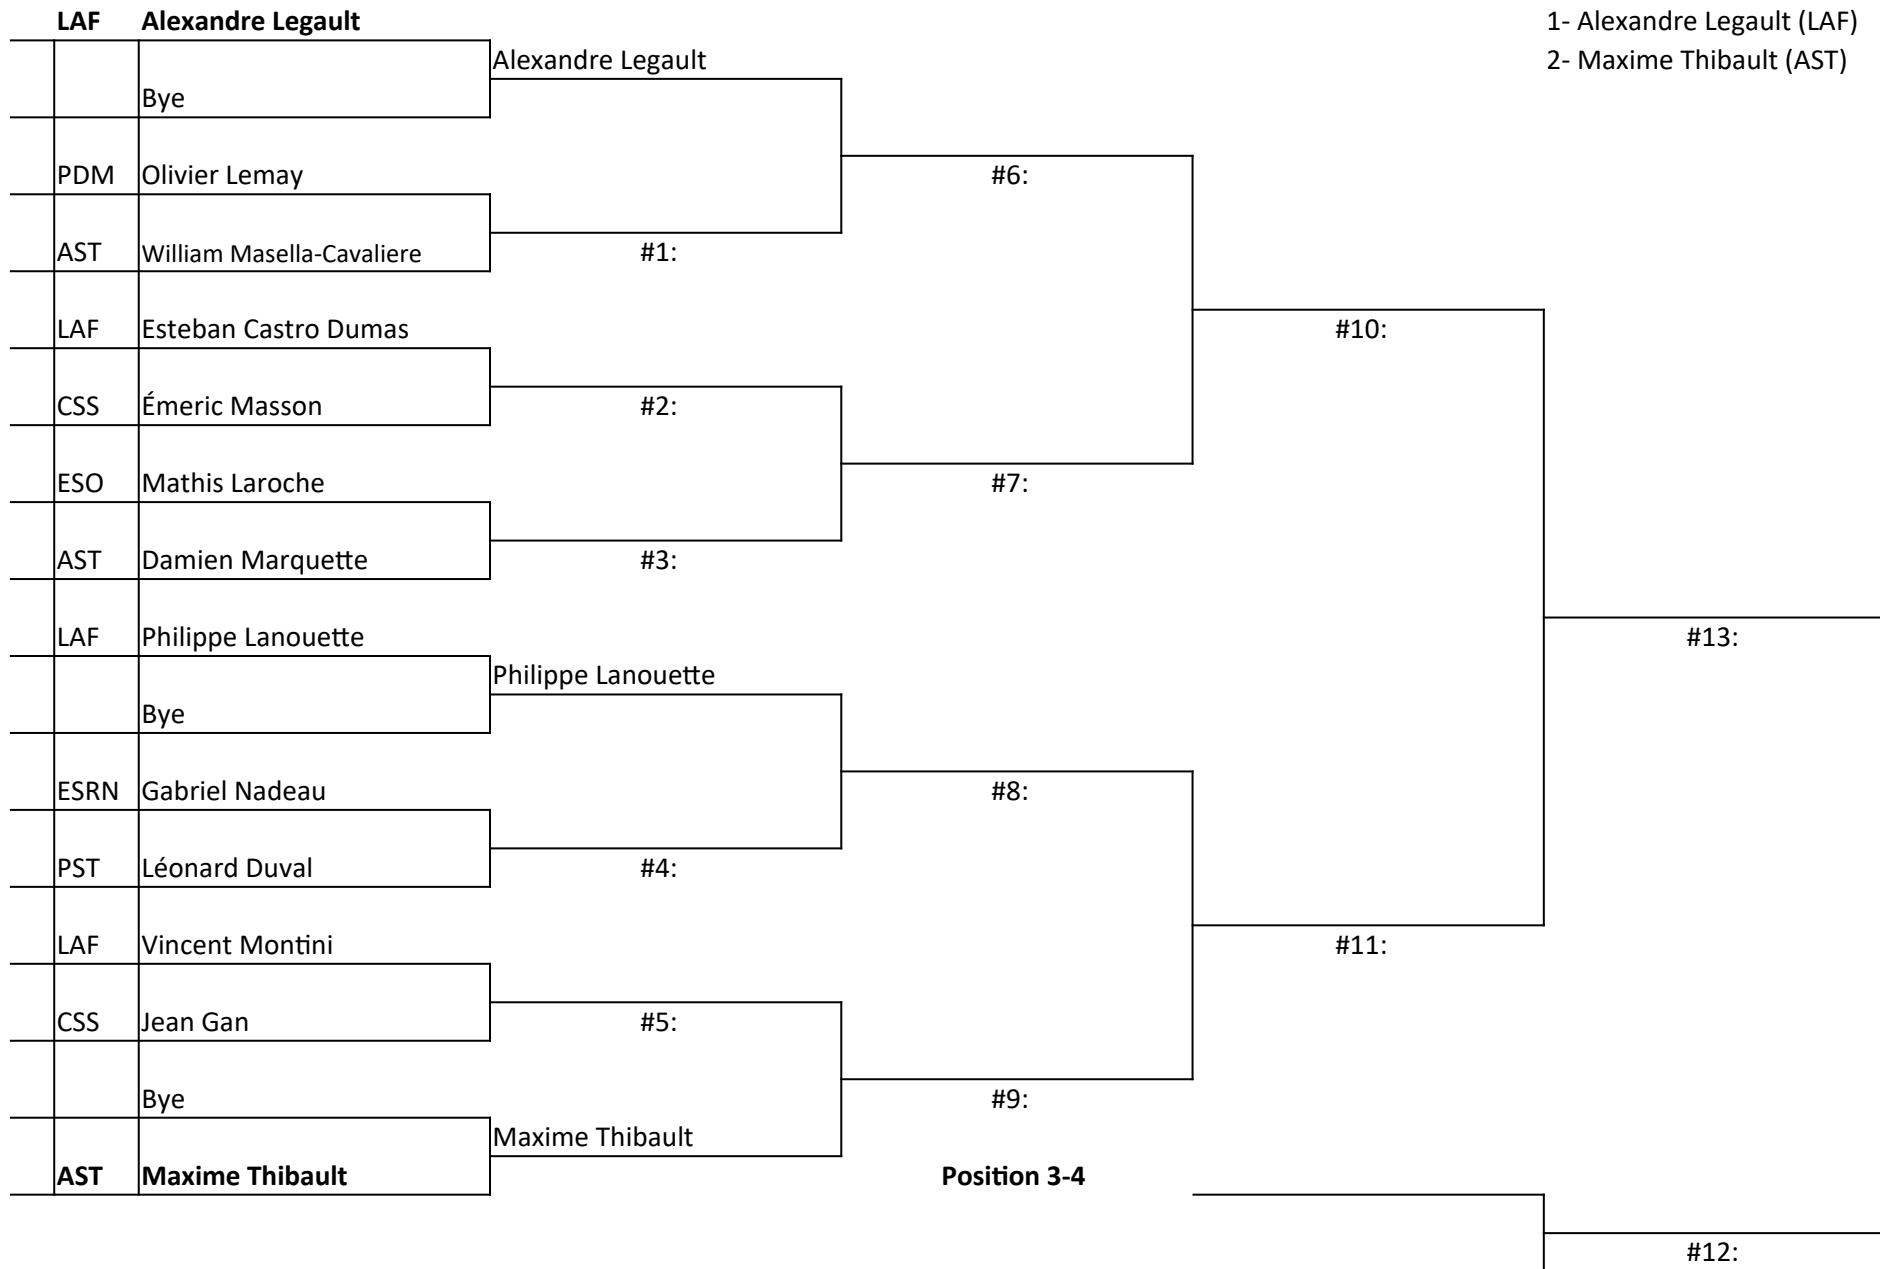 LAF Alexandre Legault 1- Alexandre Legault (LAF)
Alexandre Legault 2- Maxime Thibault (AST)
Bye
PDM Olivier Lemay #6:
AST William Masella-Cavaliere #1:
LAF Esteban Castro Dumas #10:
CSS Émeric Masson #2:
ESO Mathis Laroche #7:
AST Damien Marquette #3:
LAF Philippe Lanouette #13:
Philippe Lanouette
Bye
ESRN Gabriel Nadeau #8:
PST Léonard Duval #4:
LAF Vincent Montini #11:
CSS Jean Gan #5:
Bye #9:
Maxime Thibault
AST Maxime Thibault Position 3-4
#12: